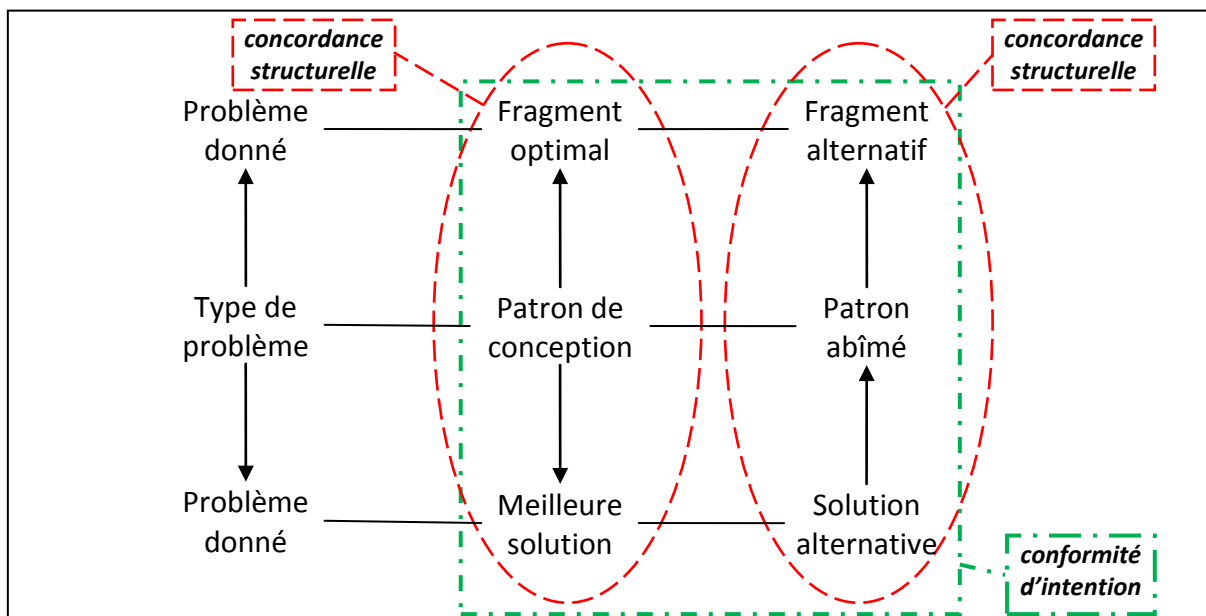 concordance
structurelle
concordance
structurelle
Problème
donné
Fragment
optimal
Fragment
alternatif
Type de
problème
Patron de
conception
Patron
abîmé
Problème
donné
Meilleure
solution
Solution
alternative
conformité
d’intention